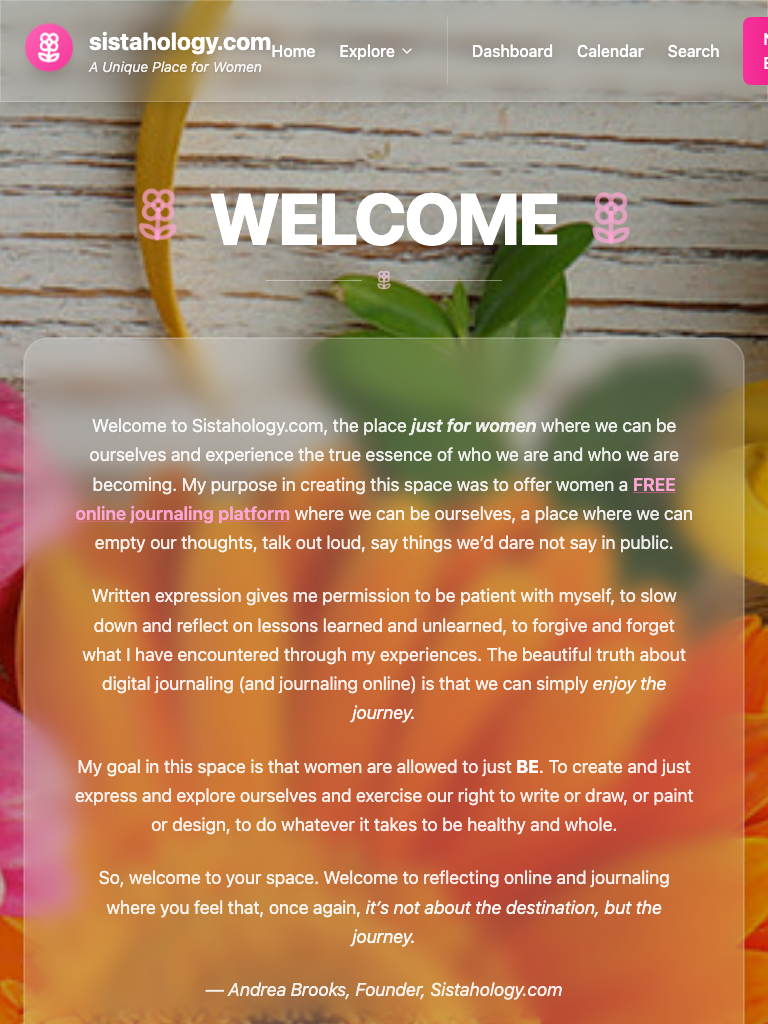 sistahology.com
A Unique Place for Women
Home Explore Dashboard Calendar Search
WELCOME
Welcome to Sistahology.com, the place just for women where we can be
ourselves and experience the true essence of who we are and who we are
becoming. My purpose in creating this space was to offer women a FREE
online journaling platform where we can be ourselves, a place where we can
empty our thoughts, talk out loud, say things we’d dare not say in public.
Written expression gives me permission to be patient with myself, to slow
down and reflect on lessons learned and unlearned, to forgive and forget
what I have encountered through my experiences. The beautiful truth about
digital journaling (and journaling online) is that we can simply enjoy the
journey.
My goal in this space is that women are allowed to just BE. To create and just
express and explore ourselves and exercise our right to write or draw, or paint
or design, to do whatever it takes to be healthy and whole.
So, welcome to your space. Welcome to reflecting online and journaling
where you feel that, once again, it’s not about the destination, but the
journey.
— Andrea Brooks, Founder, Sistahology.com